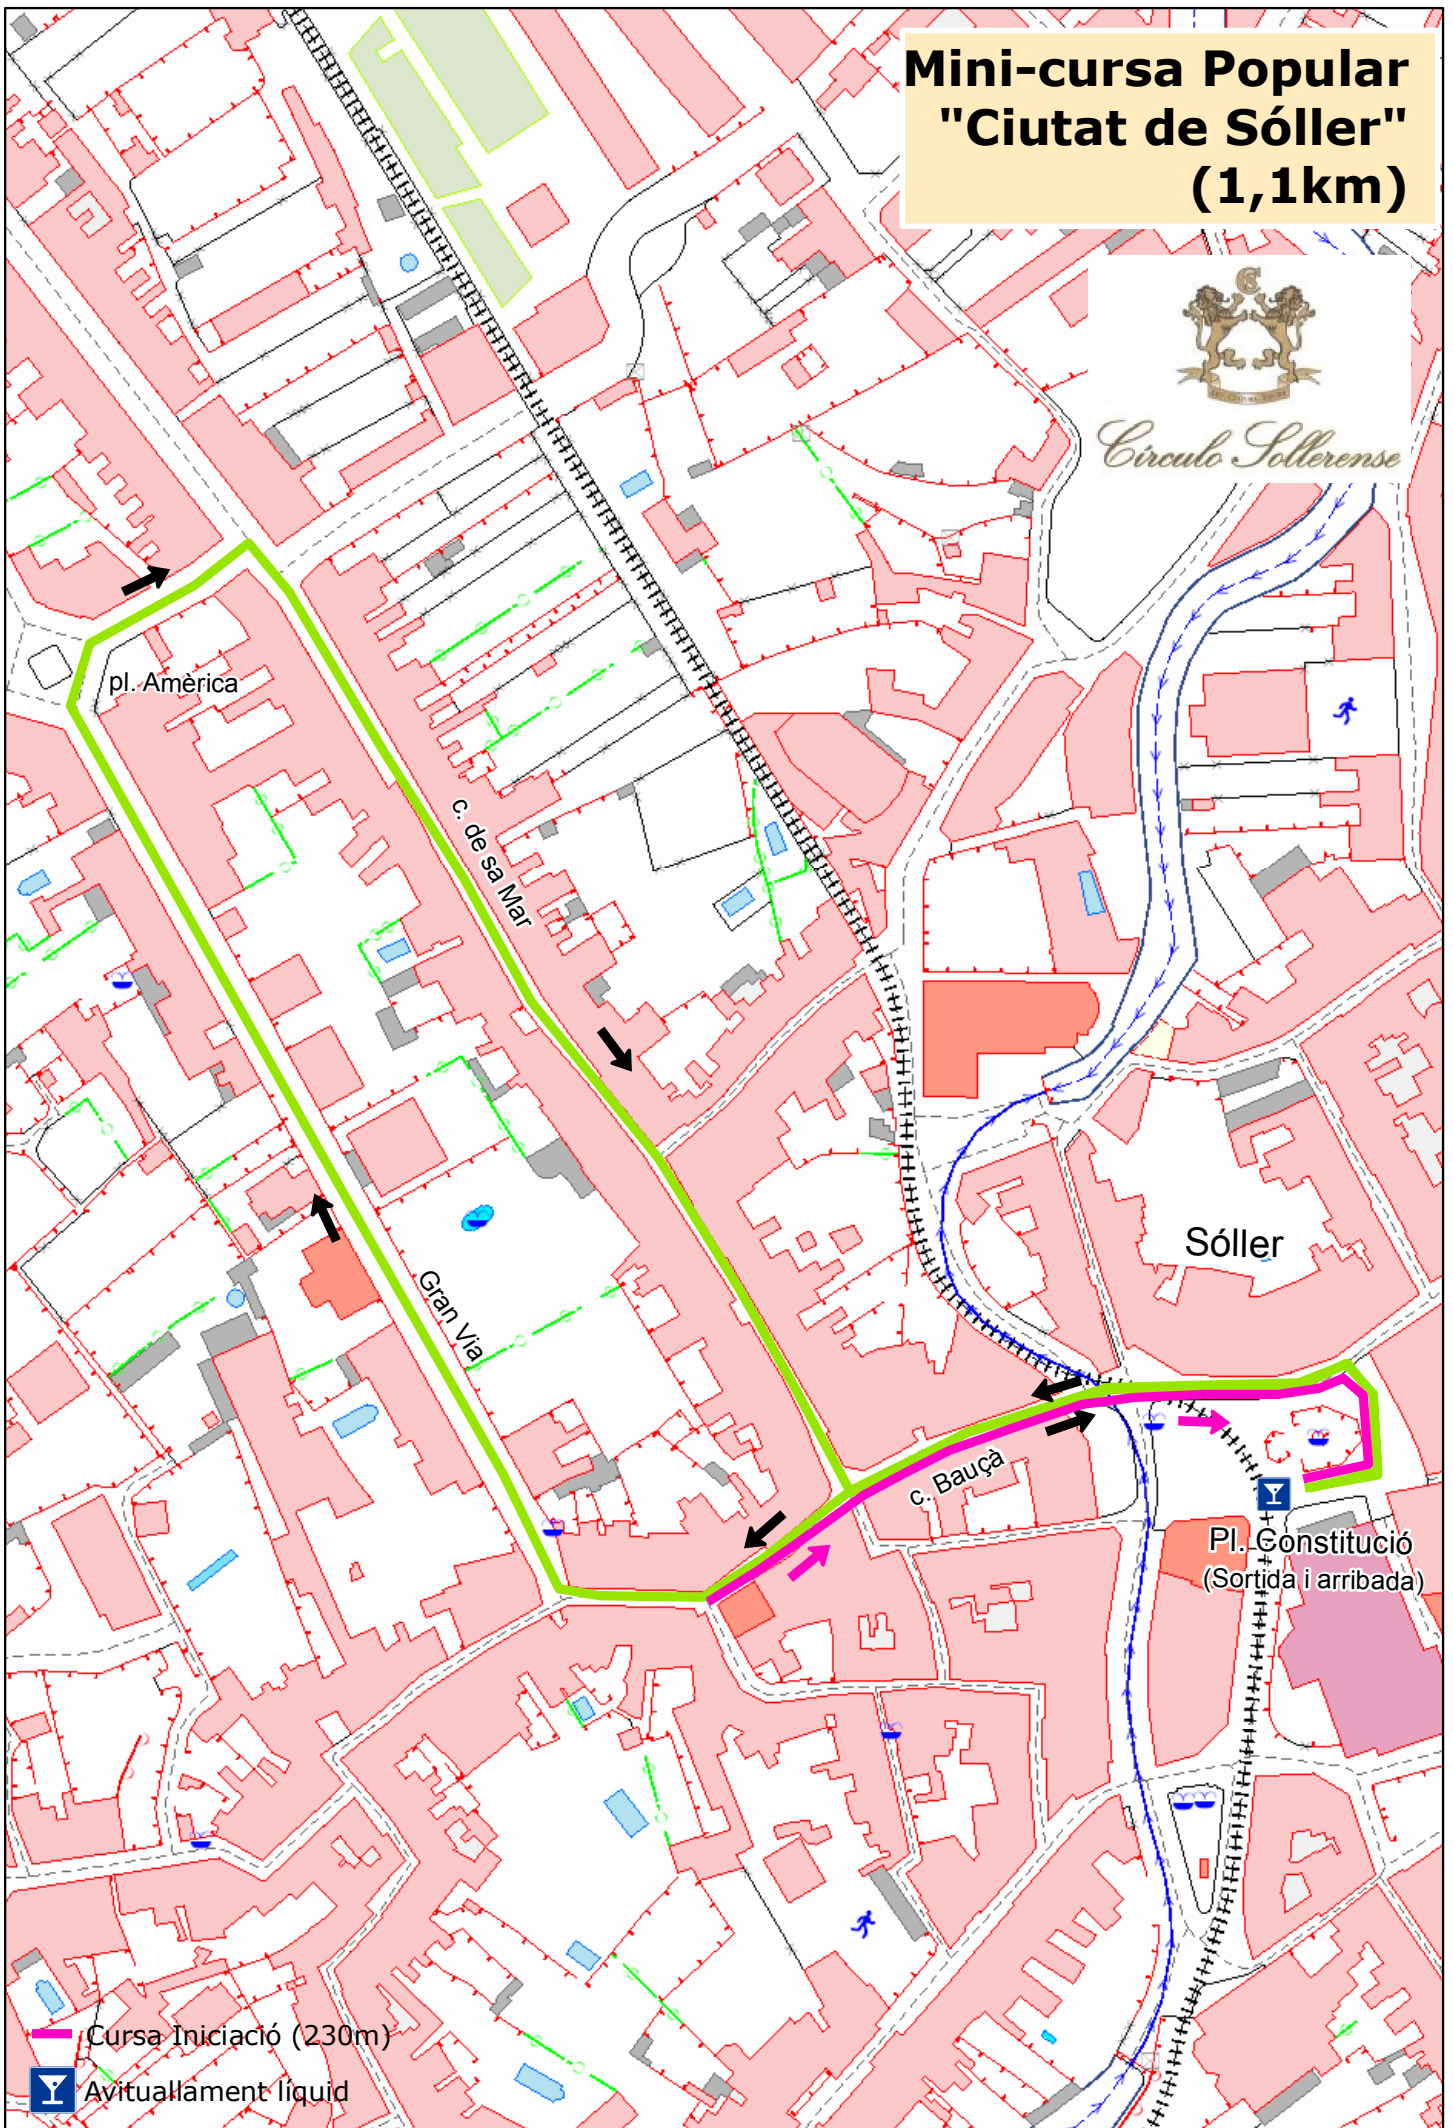 Mini-cursa Popular
"Ciutat de Sóller"
(1,1km)
Círculo Sollerense
pl. Amèrica
c. de sa Mar
Gran Via
Sóller
c. Bauçà
Pl. Constitució
(Sortida i arribada)
Cursa Iniciació (230m)
Avituallament líquid